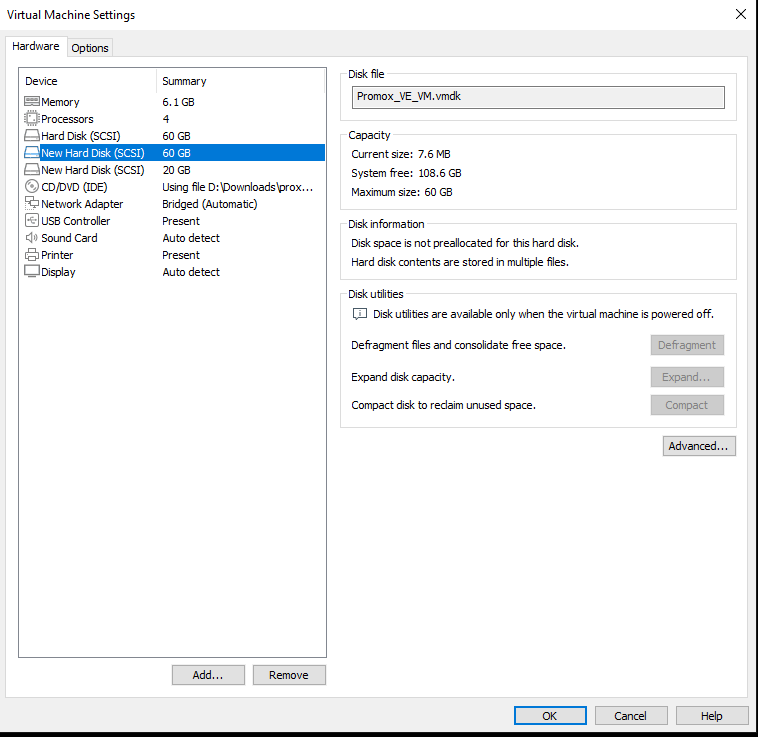 Virtual Machine Settings
Hardware Options
Device Summary
Memory 6.1 GB
Processors 4
Hard Disk (SCSI) 60 GB
New Hard Disk (SCSI) 60 GB
New Hard Disk (SCSI) 20 GB
CD/DVD (IDE) Using file D:\Downloads\prox...
Network Adapter Bridged (Automatic)
USB Controller Present
Sound Card Auto detect
Printer Present
Display Auto detect
Add... Remove
Disk file
Promox_VE_VM.vmdk
Capacity
Current size: 7.6 MB
System free: 108.6 GB
Maximum size: 60 GB
Disk information
Disk space is not preallocated for this hard disk.
Hard disk contents are stored in multiple files.
Disk utilities
Disk utilities are available only when the virtual machine is powered off.
Defragment files and consolidate free space. Defragment
Expand disk capacity. Expand...
Compact disk to reclaim unused space. Compact
Advanced...
OK Cancel Help